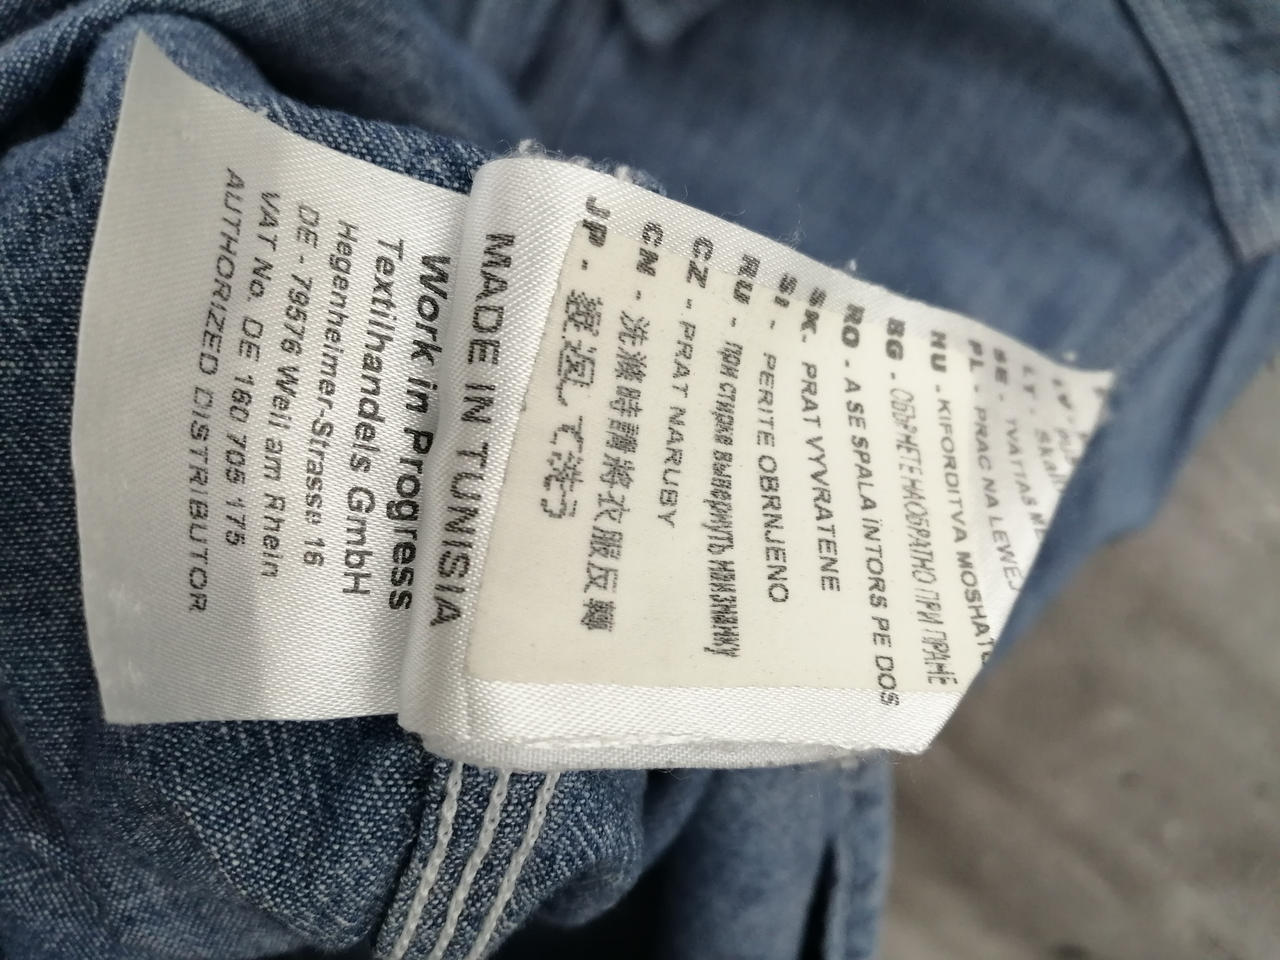 MADE IN TUNISIA
Work in Progress
Textilhandels GmbH
Hegenheimer-Strasse 16
DE - 79576 Weil am Rhein
VAT No. DE 160 705 175
AUTHORIZED DISTRIBUTOR
SE -
PL - PRAC NA LEWEJ
HU - KIFORDITVA
BG - ОБЪРНЕТЕ НАОБРАТНО ПРИ ПРАНЕ
RO - A SE SPALA ÎNTORS PE DOS
SK - PRAT VYVRATENE
SI - PERITE OBRNJENO
RU - при стирке вывернуть наизнанку
CZ - PRAT NARUBY
CN - 洗滌時請將衣服反轉
JP - 裏返して洗う